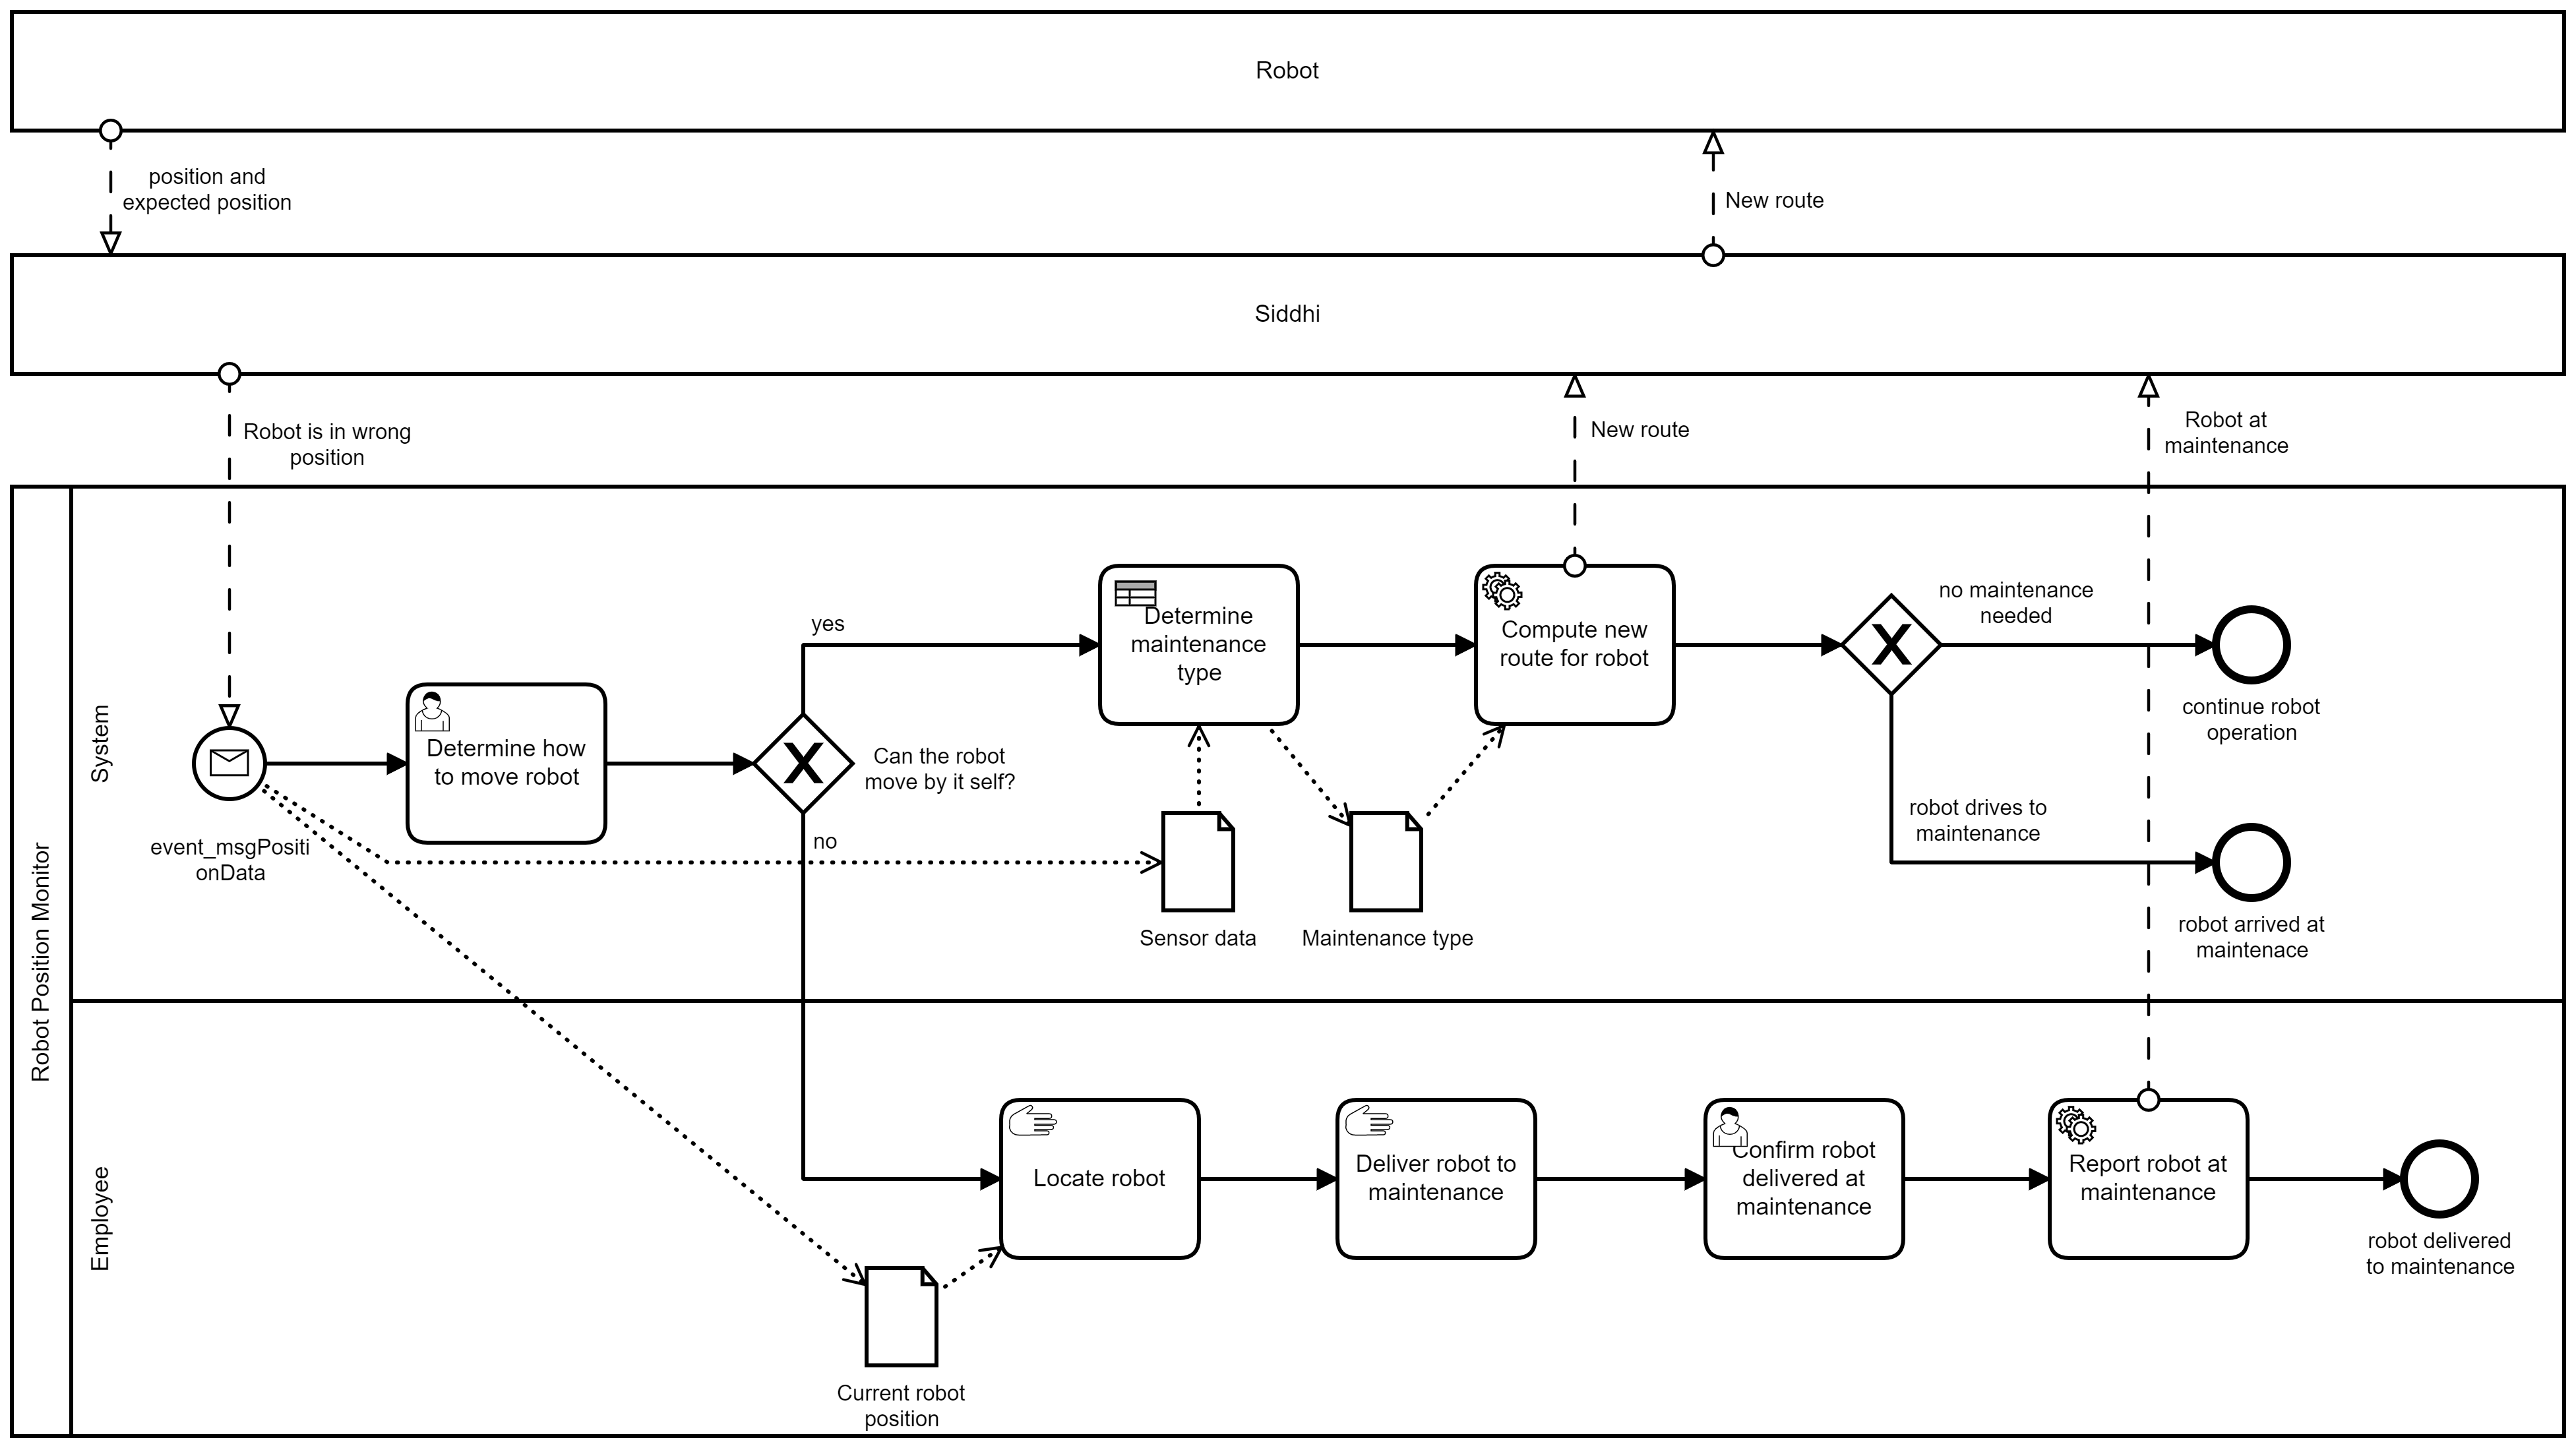 Robot
position and
expected position
New route
Siddhi
Robot is in wrong
position
New route
Robot at
maintenance
Robot Position Monitor
System
event_msgPositi
onData
Determine how
to move robot
yes
Can the robot
move by it self?
no
Determine
maintenance
type
Compute new
route for robot
no maintenance
needed
continue robot
operation
robot drives to
maintenance
robot arrived at
maintenace
Sensor data
Maintenance type
Employee
Locate robot
Deliver robot to
maintenance
Confirm robot
delivered at
maintenance
Report robot at
maintenance
robot delivered
to maintenance
Current robot
position